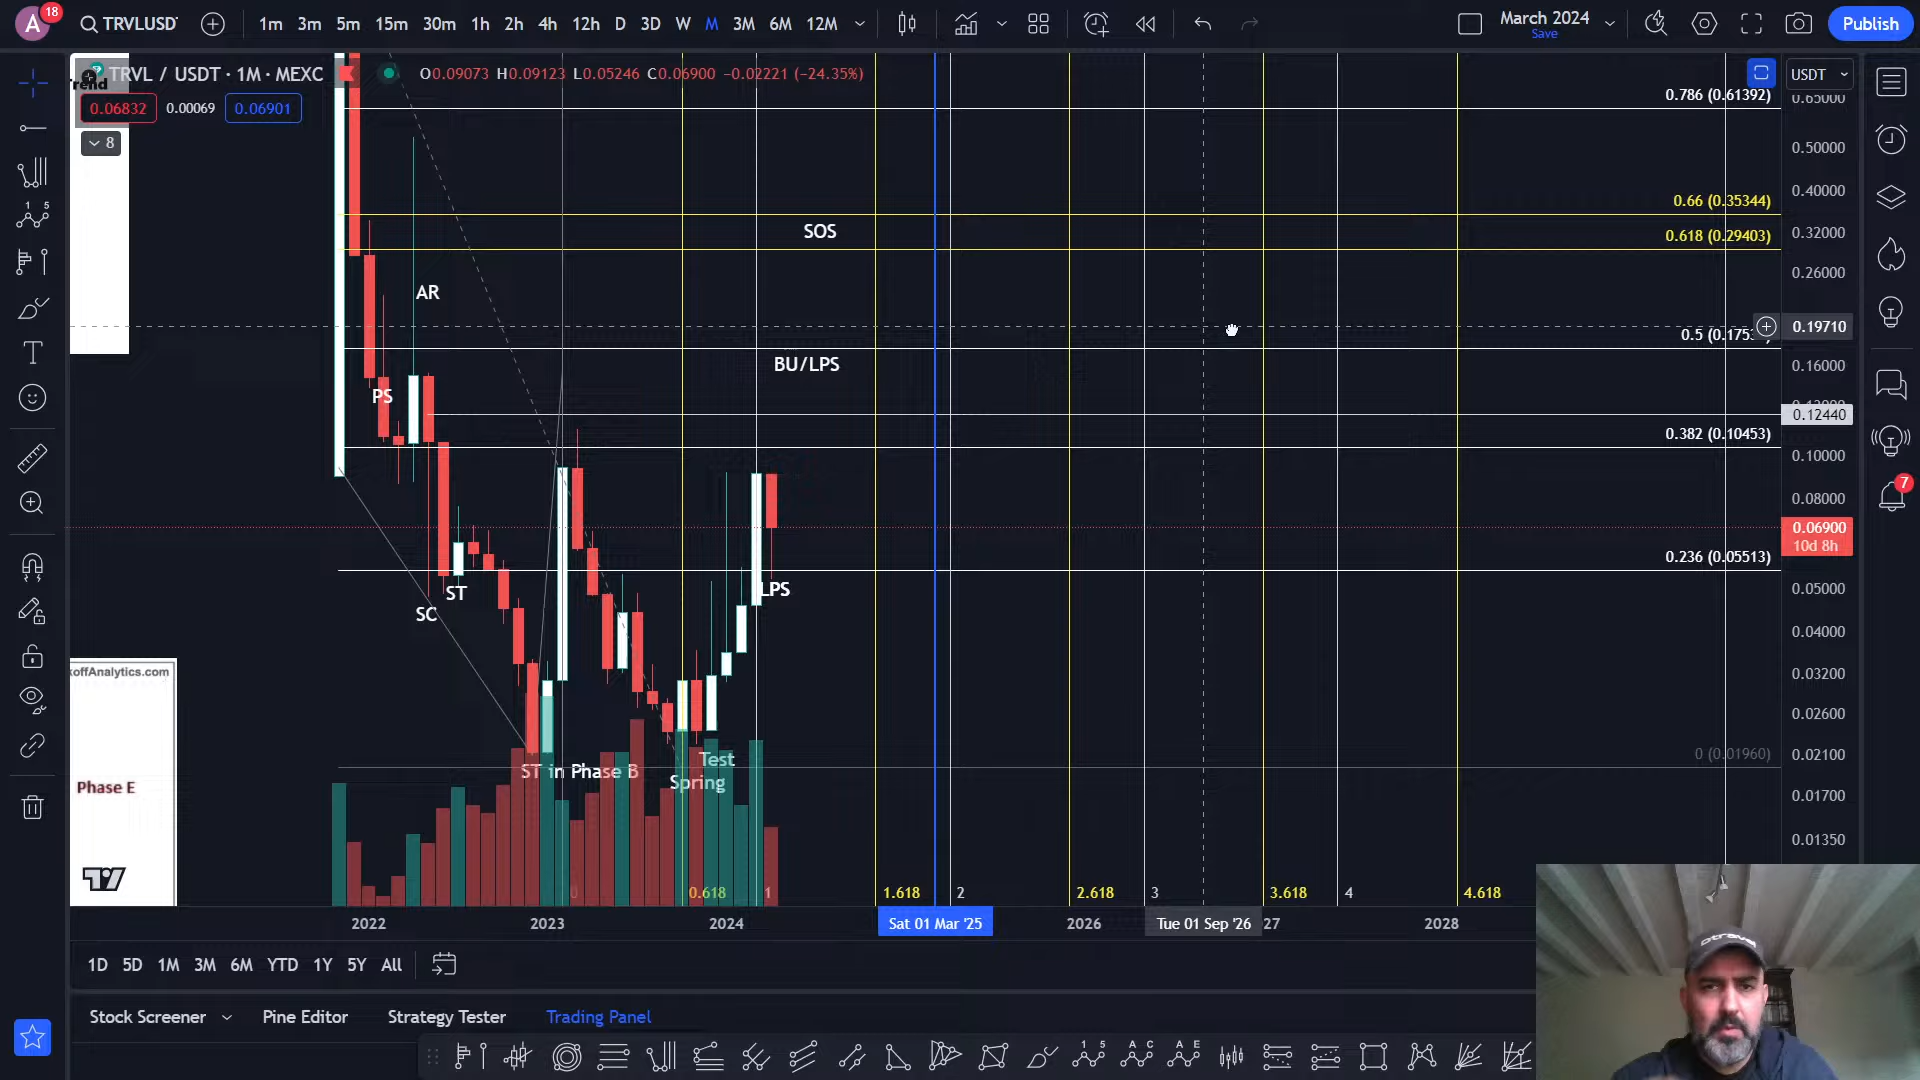 A
18
TRVLUSDT
1m 3m 5m 15m 30m 1h 2h 4h 12h D 3D W M 3M 6M 12M
March 2024
Save
Publish
Trend
TRVL / USDT · 1M · MEXC
O0.09073 H0.09123 L0.05246 C0.06900 −0.02221 (−24.35%)
0.06832 0.00069 0.06901
8
USDT
0.786 (0.61392)
0.65000
0.50000
0.66 (0.35344)
0.40000
SOS
0.618 (0.29403)
0.32000
0.26000
AR
0.19710
BU/LPS
0.16000
PS
0.12440
0.382 (0.10453)
0.10000
0.08000
7
0.06900
10d 8h
0.236 (0.05513)
LPS
0.05000
ST
SC
0.04000
0.03200
0.02600
koffAnalytics.com
Test
0 (0.01960)
0.02100
ST in Phase B
Spring
Phase E
0.01700
0.01350
0 0.618 1 1.618 2 2.618 3 3.618 4 4.618
2022 2023 2024 Sat 01 Mar '25 2026 Tue 01 Sep '26 27 2028
1D 5D 1M 3M 6M YTD 1Y 5Y All
Stock Screener Pine Editor Strategy Tester Trading Panel
dtravel